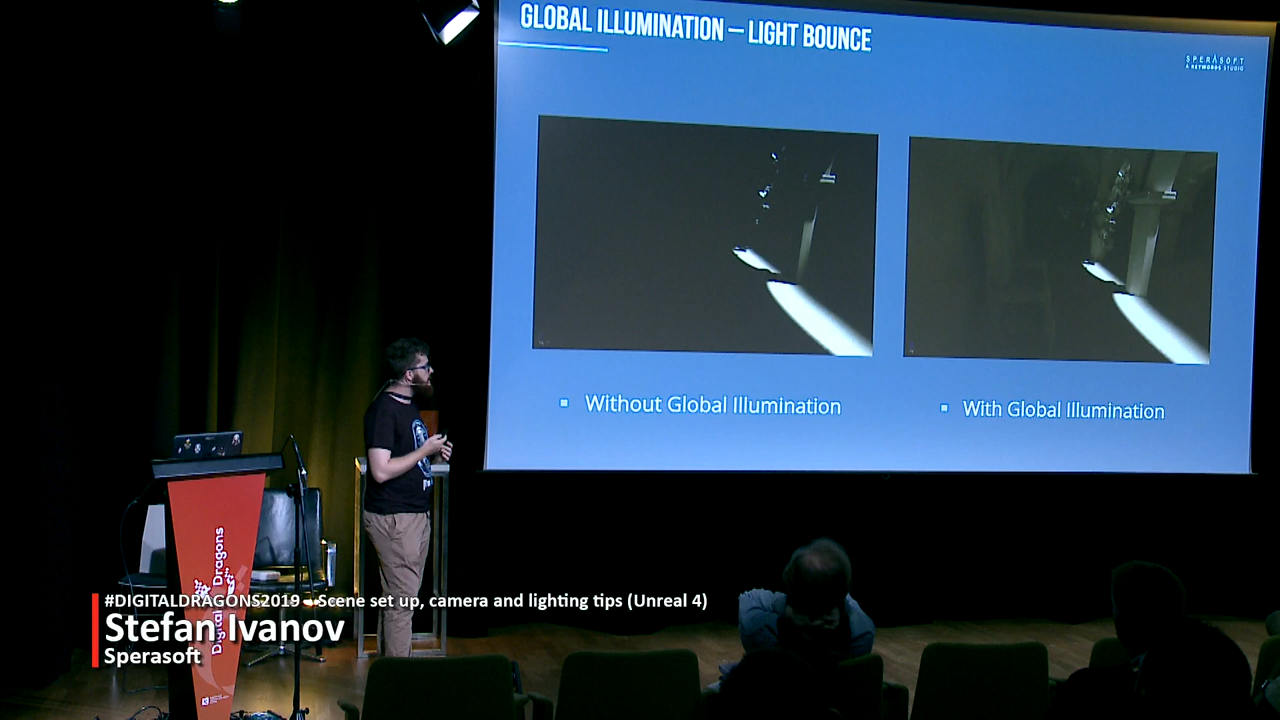 GLOBAL ILLUMINATION – LIGHT BOUNCE
SPERASOFT
A KEYWORDS STUDIO
Without Global Illumination
With Global Illumination
Digital Dragons
#DIGITALDRAGONS2019 - Scene set up, camera and lighting tips (Unreal 4)
Stefan Ivanov
Sperasoft